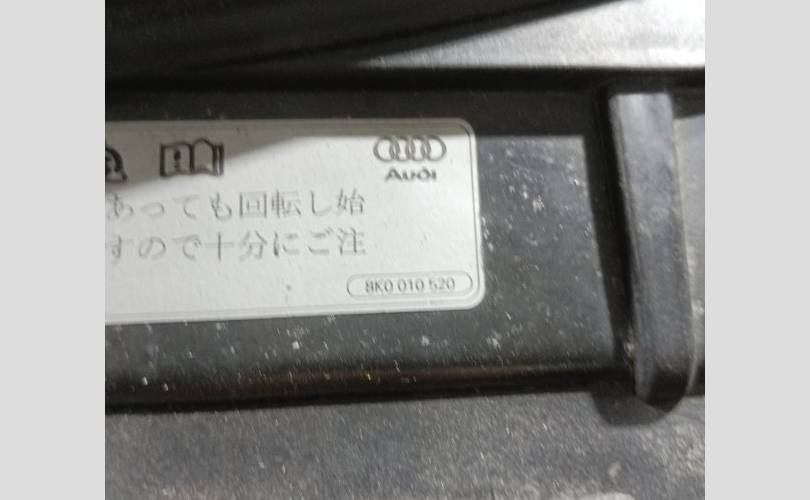 Audi
あっても回転し始
すので十分にご注
8K0 010 520